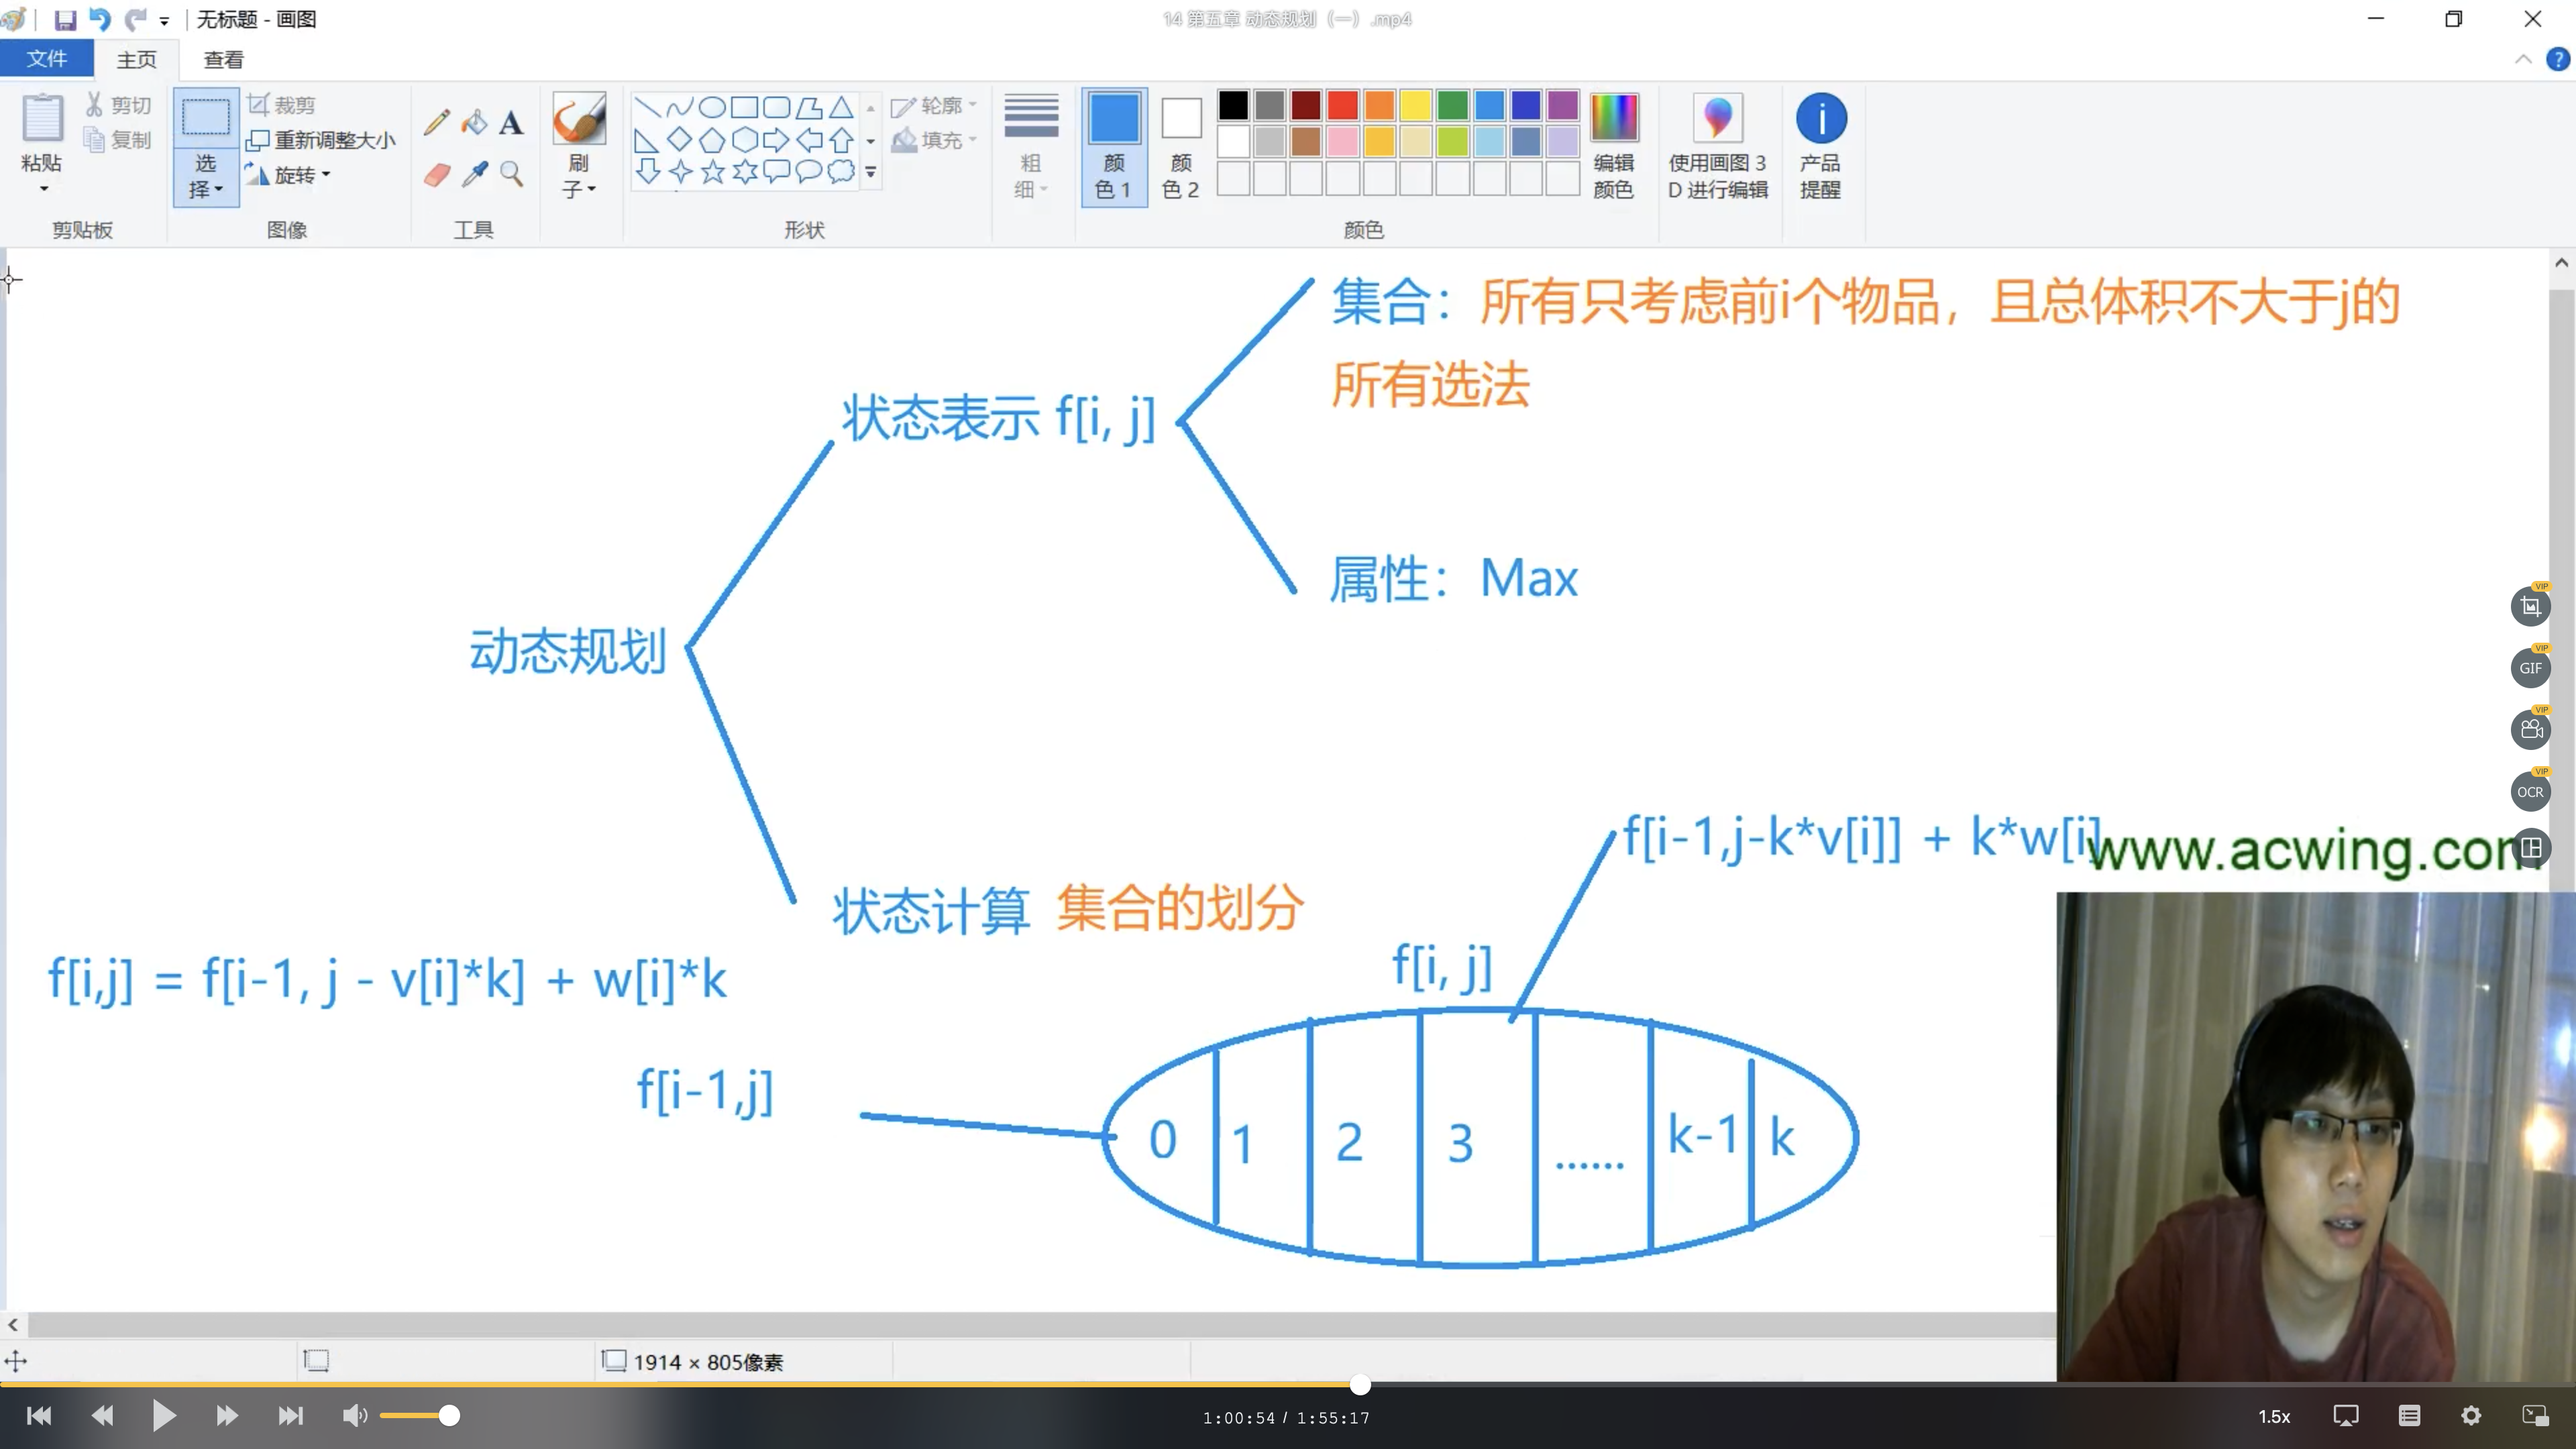 无标题 - 画图
14 第五章 动态规划（一）.mp4
文件 主页 查看
粘贴
剪切
复制
剪贴板
选择
裁剪
重新调整大小
旋转
图像
A
工具
刷子
形状
轮廓
填充
粗细
颜色 1
颜色 2
颜色
编辑颜色
使用画图 3D 进行编辑
产品提醒
集合：所有只考虑前i个物品，且总体积不大于j的
所有选法
状态表示 f[i, j]
属性：Max
动态规划
f[i-1,j-k*v[i]] + k*w[i]
www.acwing.com
状态计算 集合的划分
f[i,j] = f[i-1, j - v[i]*k] + w[i]*k
f[i, j]
f[i-1,j]
0 1 2 3 ...... k-1 k
VIP
VIP
GIF
VIP
VIP
OCR
1914 × 805像素
1:00:54 / 1:55:17
1.5x